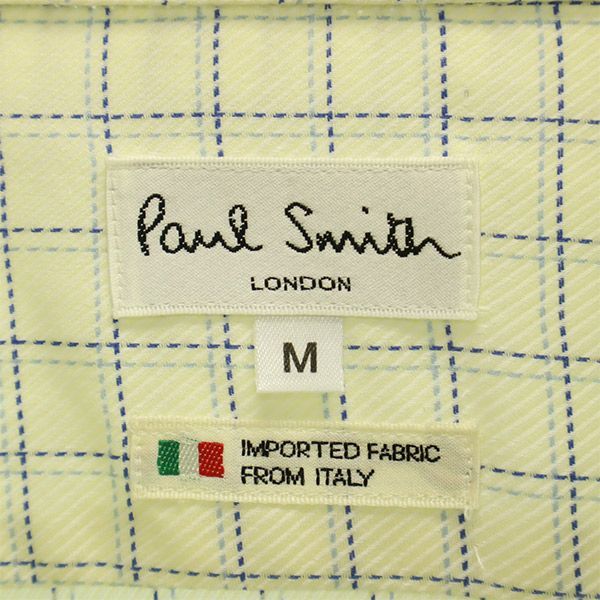 Paul Smith
LONDON
M
IMPORTED FABRIC
FROM ITALY